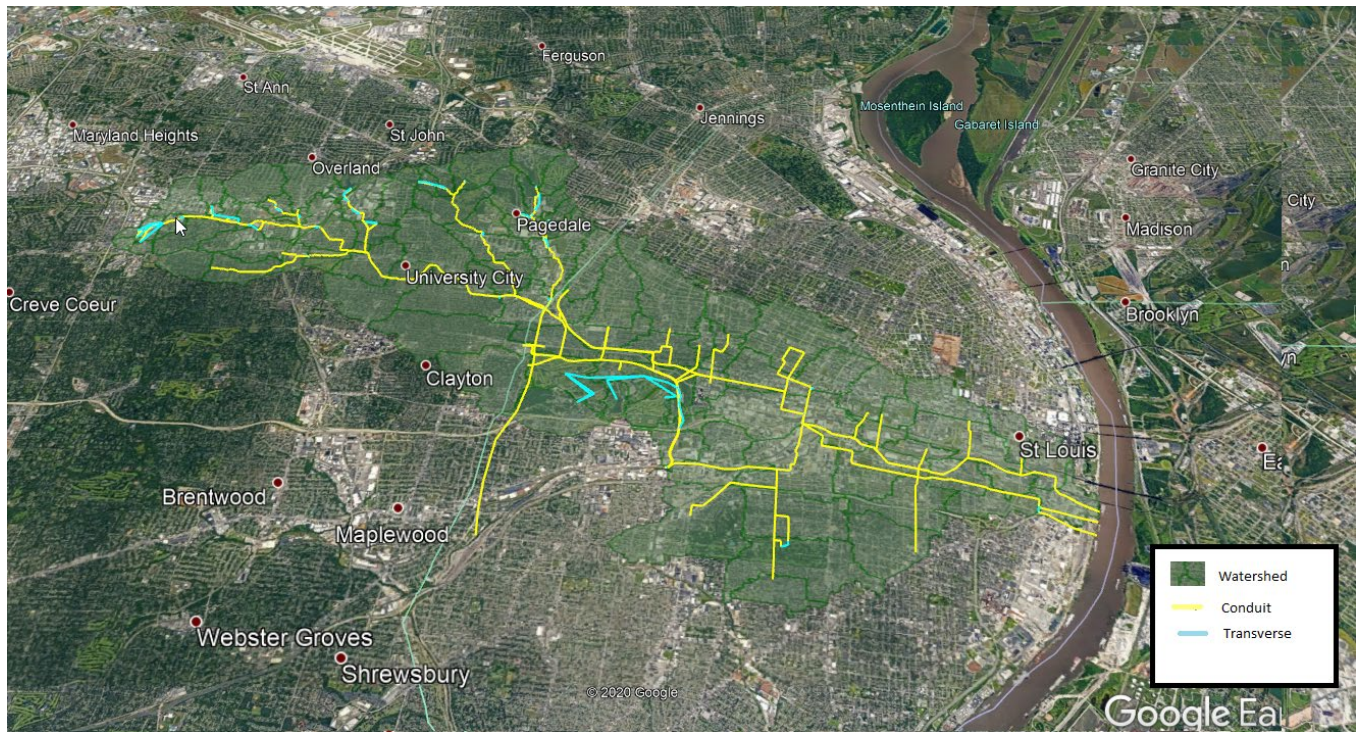 Ferguson
St Ann
Mosenthein Island
Jennings
Gabaret Island
Maryland Heights
St John
Overland
Granite City
City
Pagedale
Madison
University City
Creve Coeur
Brooklyn
Clayton
St Louis
Brentwood
Maplewood
Watershed
Conduit
Transverse
Webster Groves
Shrewsbury
© 2020 Google
Google Ea